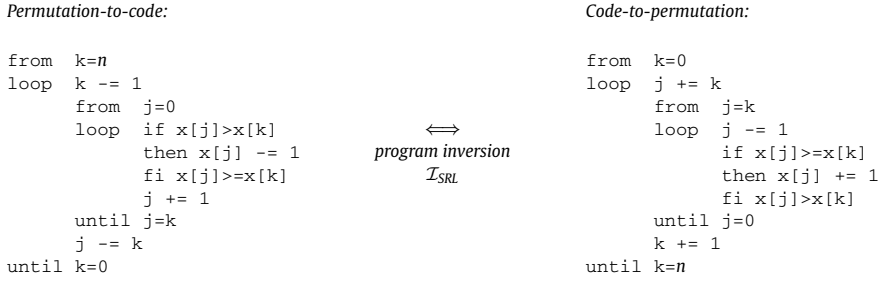 Permutation-to-code:
from k=n
loop k -= 1
from j=0
loop if x[j]>x[k]
then x[j] -= 1
fi x[j]>=x[k]
j += 1
until j=k
j -= k
until k=0
⟺
program inversion
I_SRL
Code-to-permutation:
from k=0
loop j += k
from j=k
loop j -= 1
if x[j]>=x[k]
then x[j] += 1
fi x[j]>x[k]
until j=0
k += 1
until k=n